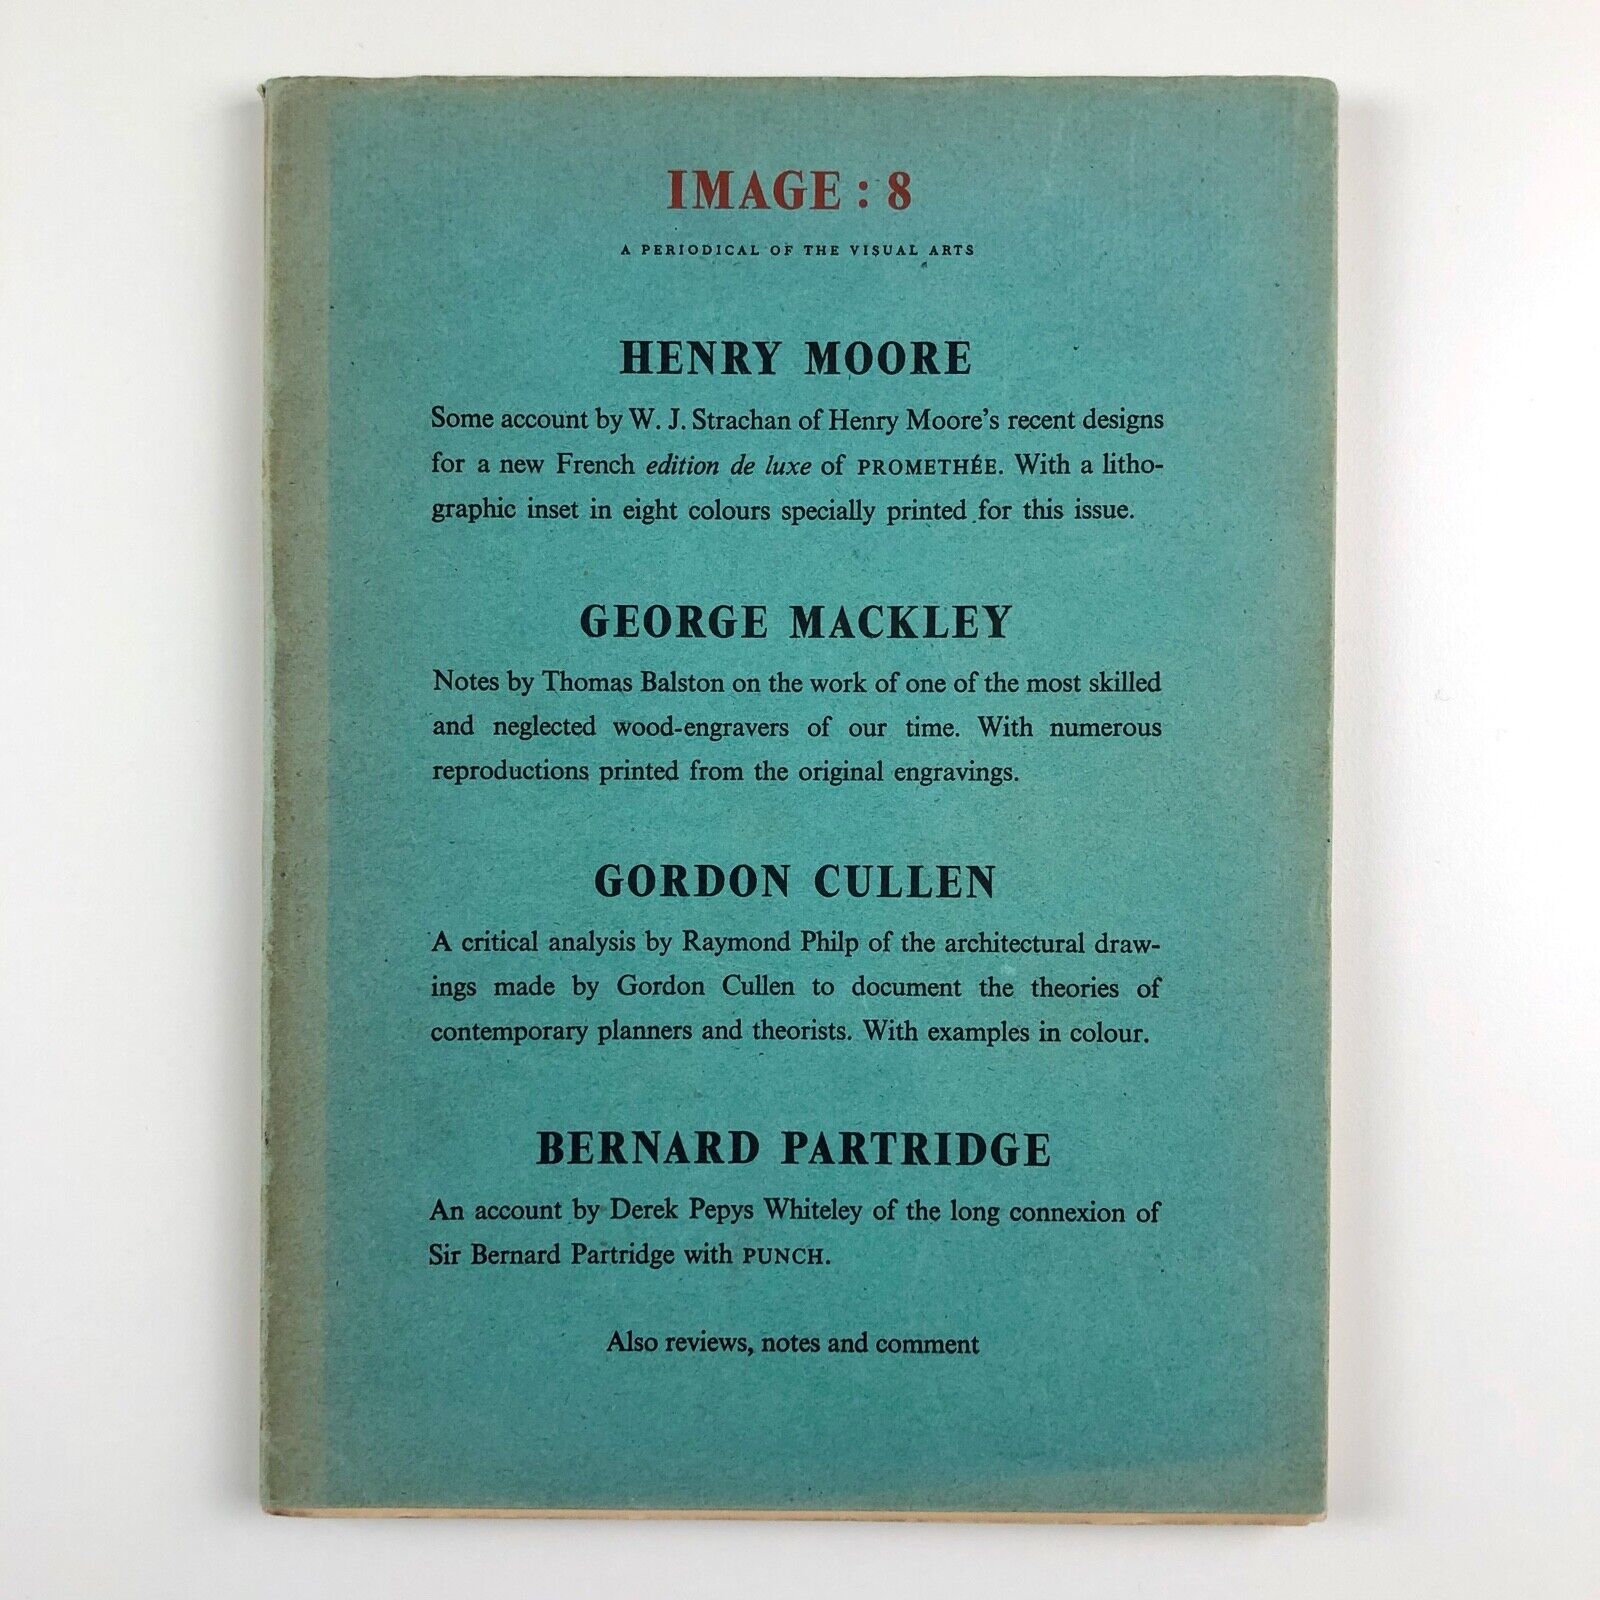 IMAGE : 8
A PERIODICAL OF THE VISUAL ARTS
HENRY MOORE
Some account by W. J. Strachan of Henry Moore's recent designs
for a new French edition de luxe of PROMETHÉE. With a litho-
graphic inset in eight colours specially printed for this issue.
GEORGE MACKLEY
Notes by Thomas Balston on the work of one of the most skilled
and neglected wood-engravers of our time. With numerous
reproductions printed from the original engravings.
GORDON CULLEN
A critical analysis by Raymond Philp of the architectural draw-
ings made by Gordon Cullen to document the theories of
contemporary planners and theorists. With examples in colour.
BERNARD PARTRIDGE
An account by Derek Pepys Whiteley of the long connexion of
Sir Bernard Partridge with PUNCH.
Also reviews, notes and comment